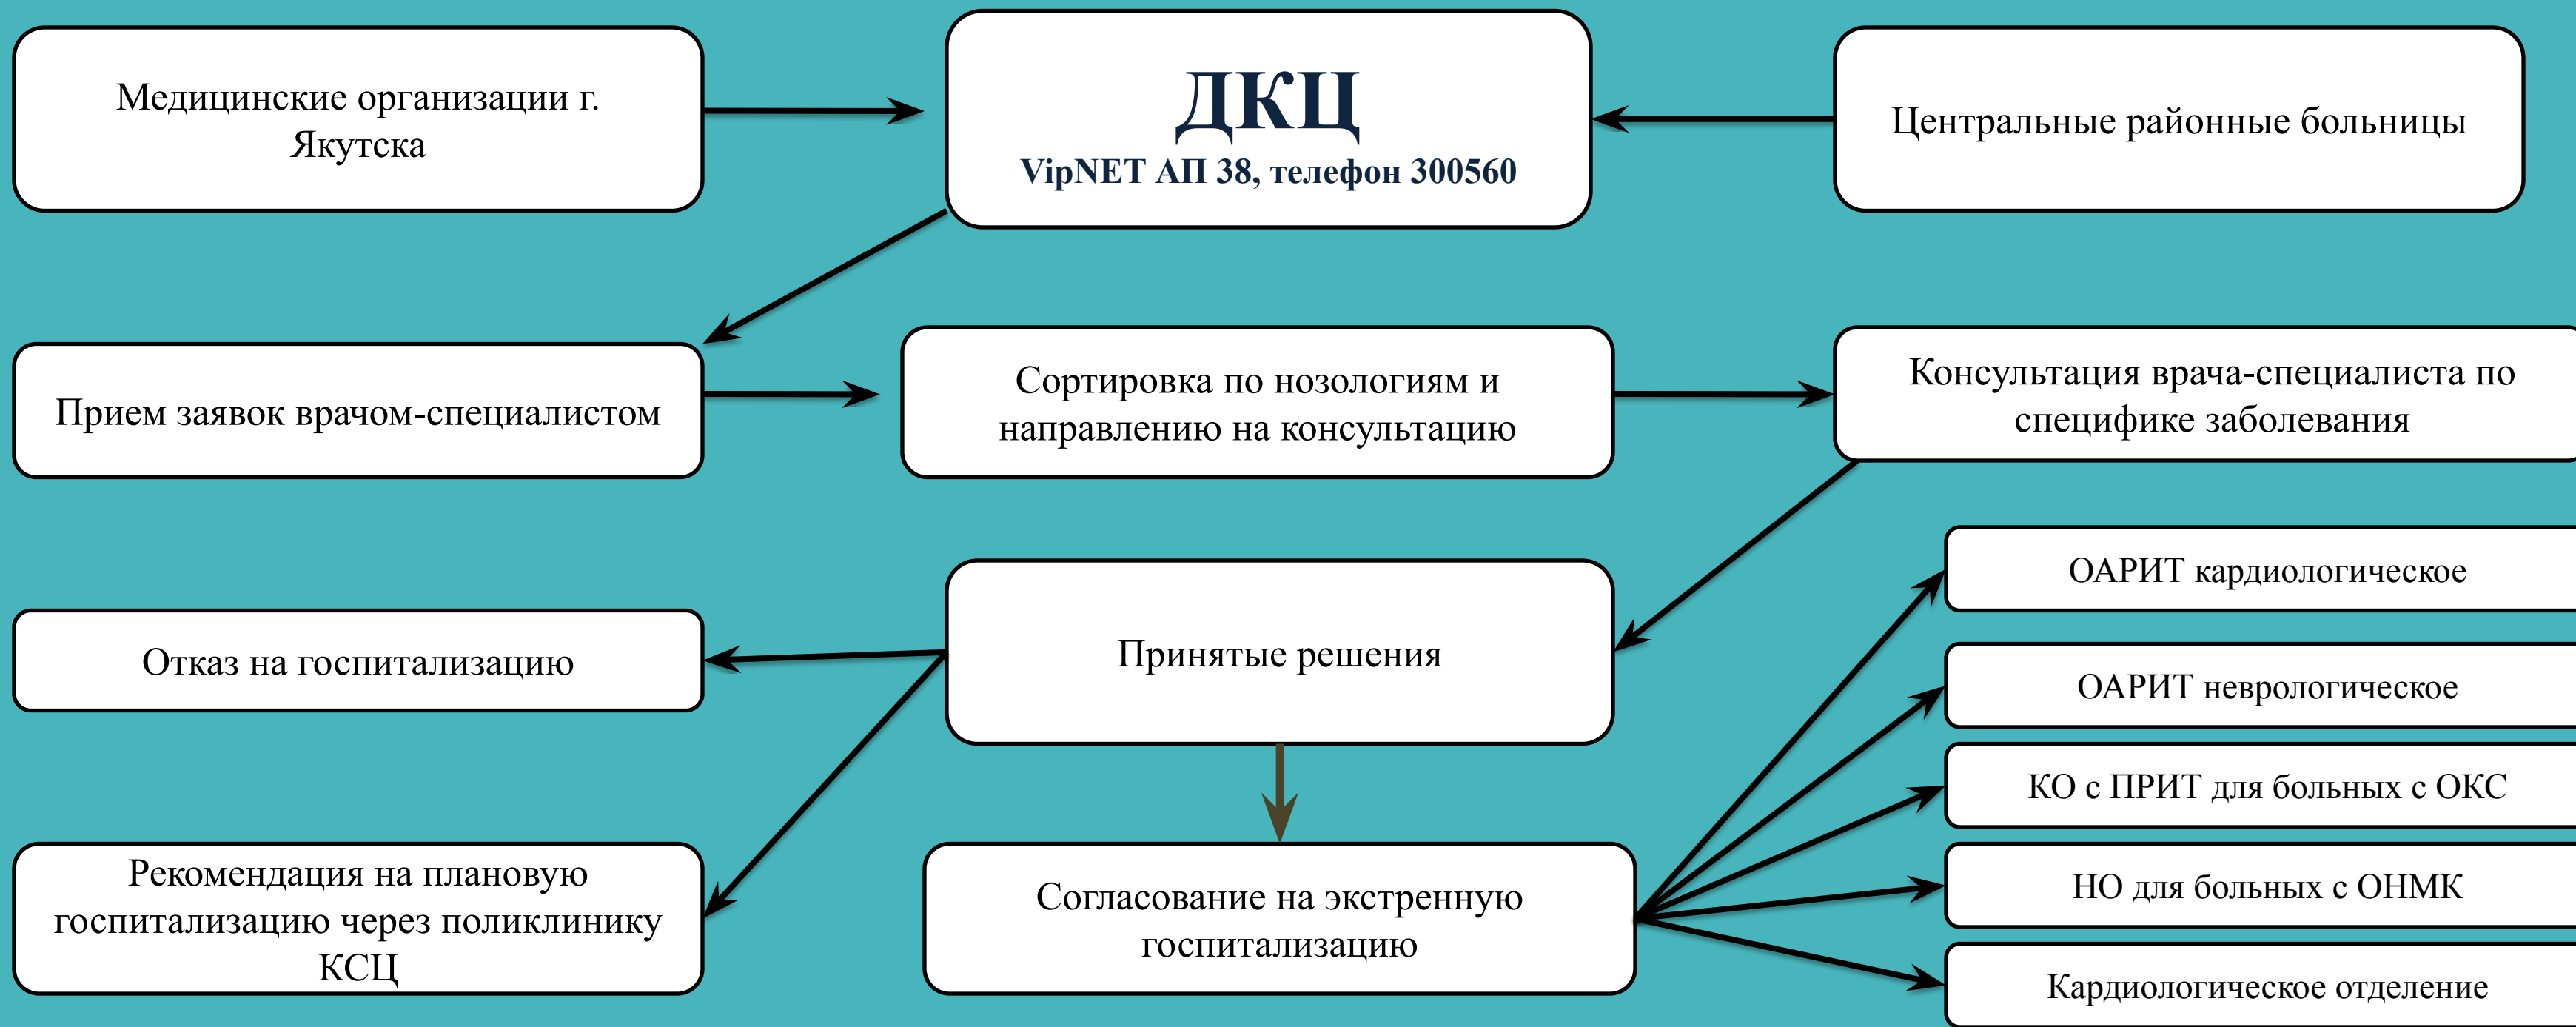 Медицинские организации г.
Якутска
ДКЦ
VipNET АП 38, телефон 300560
Центральные районные больницы
Прием заявок врачом-специалистом
Сортировка по нозологиям и
направлению на консультацию
Консультация врача-специалиста по
специфике заболевания
Отказ на госпитализацию
Принятые решения
ОАРИТ кардиологическое
ОАРИТ неврологическое
КО с ПРИТ для больных с ОКС
НО для больных с ОНМК
Кардиологическое отделение
Рекомендация на плановую
госпитализацию через поликлинику
КСЦ
Согласование на экстренную
госпитализацию